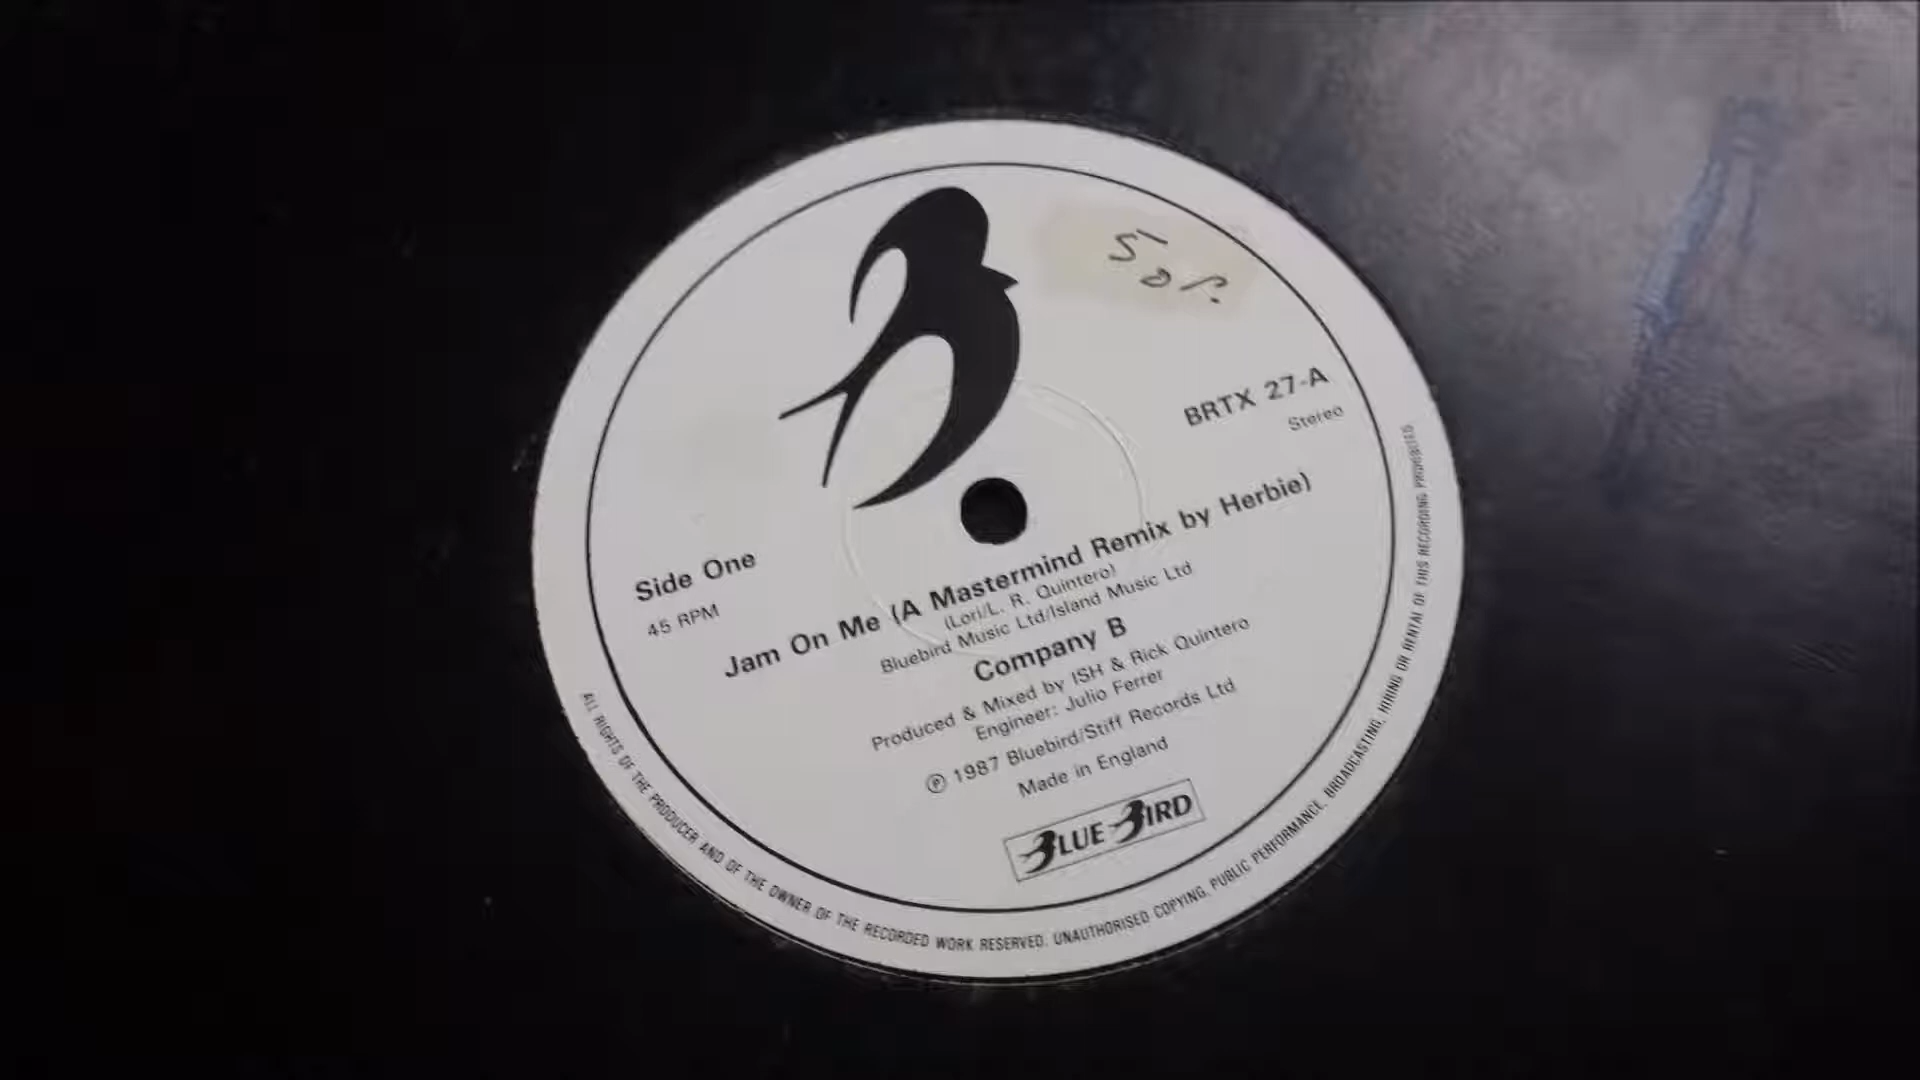 50p.
BRTX 27-A
Stereo
Side One
45 RPM
Jam On Me (A Mastermind Remix by Herbie)
(Lori/L. R. Quintero)
Bluebird Music Ltd/Island Music Ltd
Company B
Produced & Mixed by ISH & Rick Quintero
Engineer: Julio Ferrer
℗ 1987 Bluebird/Stiff Records Ltd
Made in England
BLUE BIRD
ALL RIGHTS OF THE PRODUCER AND OF THE OWNER OF THE RECORDED WORK RESERVED. UNAUTHORISED COPYING, PUBLIC PERFORMANCE, BROADCASTING, HIRING OR RENTAL OF THIS RECORDING PROHIBITED